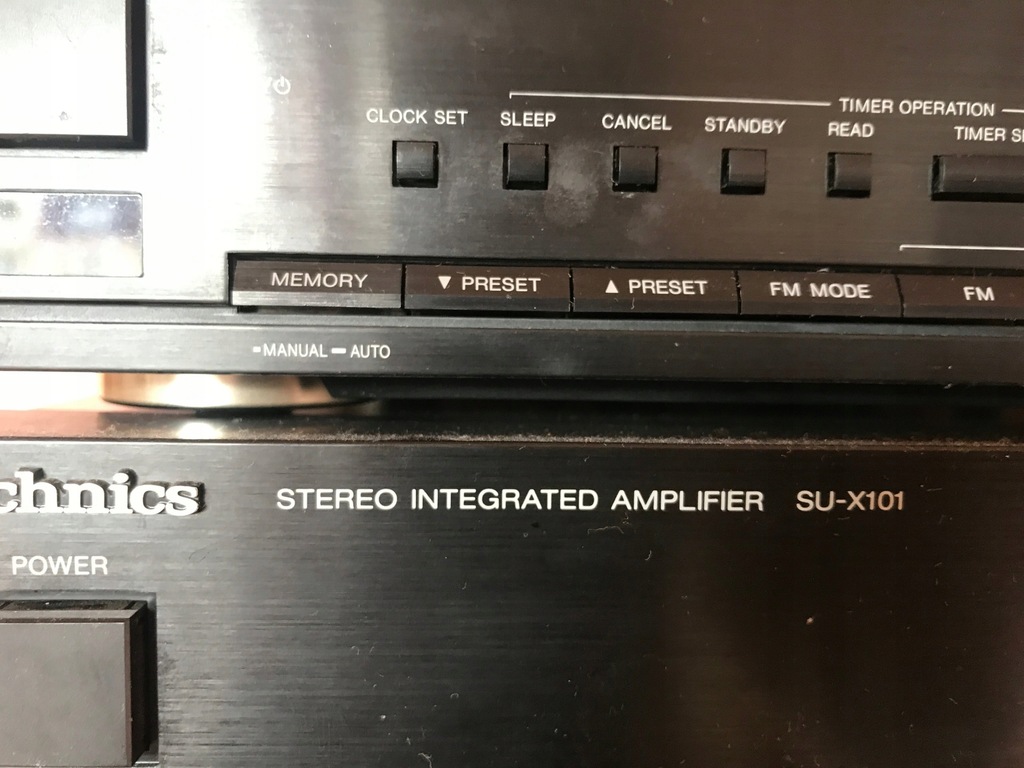 TIMER OPERATION
CLOCK SET SLEEP CANCEL STANDBY READ TIMER
MEMORY ▼ PRESET ▲ PRESET FM MODE FM
MANUAL AUTO
chnics STEREO INTEGRATED AMPLIFIER SU-X101
POWER